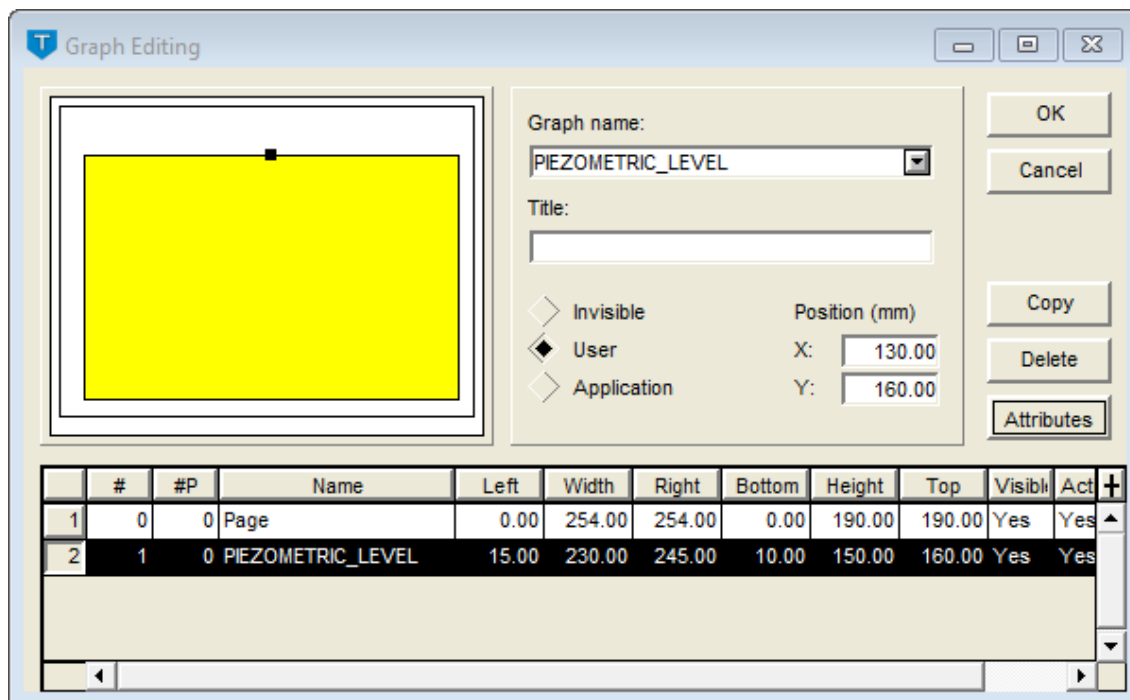 Graph Editing
Graph name:
PIEZOMETRIC_LEVEL
Title:
Invisible
User
Application
Position (mm)
X: 130.00
Y: 160.00
OK
Cancel
Copy
Delete
Attributes
# #P Name Left Width Right Bottom Height Top Visibl Act
1 0 0 Page 0.00 254.00 254.00 0.00 190.00 190.00 Yes Yes
2 1 0 PIEZOMETRIC_LEVEL 15.00 230.00 245.00 10.00 150.00 160.00 Yes Yes